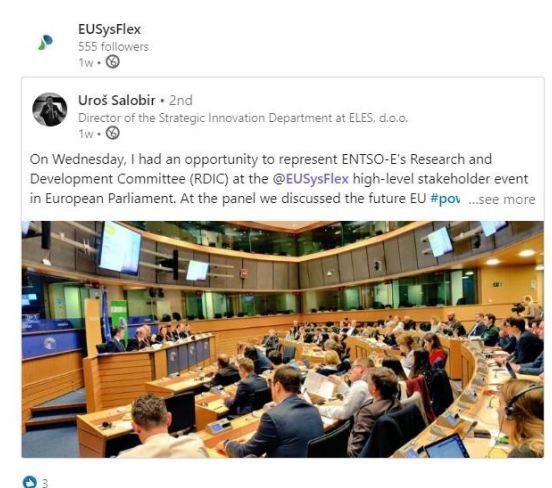 EUSysFlex
555 followers
1w •
Uroš Salobir • 2nd
Director of the Strategic Innovation Department at ELES, d.o.o.
1w •
On Wednesday, I had an opportunity to represent ENTSO-E's Research and
Development Committee (RDIC) at the @EUSysFlex high-level stakeholder event
in European Parliament. At the panel we discussed the future EU #pov ...see more
3